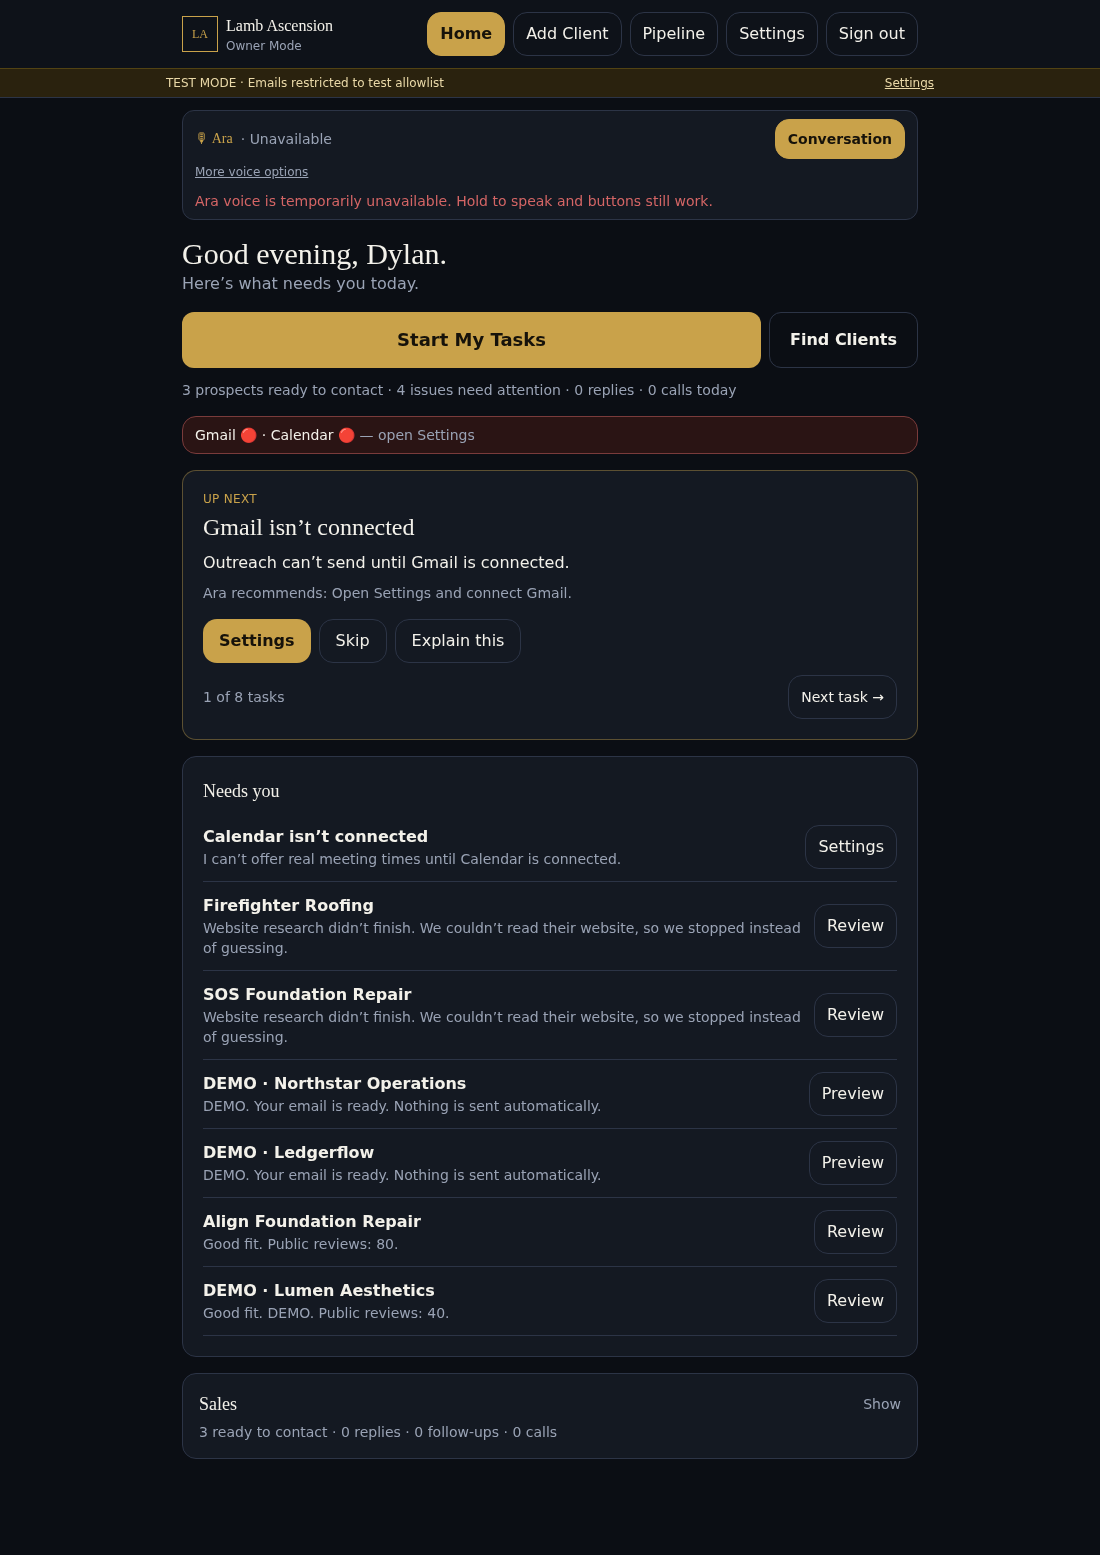 LA
Lamb Ascension
Owner Mode
Home
Add Client
Pipeline
Settings
Sign out
TEST MODE · Emails restricted to test allowlist
Settings
🎙 Ara · Unavailable
Conversation
More voice options
Ara voice is temporarily unavailable. Hold to speak and buttons still work.
Good evening, Dylan.
Here’s what needs you today.
Start My Tasks
Find Clients
3 prospects ready to contact · 4 issues need attention · 0 replies · 0 calls today
Gmail 🔴 · Calendar 🔴 — open Settings
UP NEXT
Gmail isn’t connected
Outreach can’t send until Gmail is connected.
Ara recommends: Open Settings and connect Gmail.
Settings
Skip
Explain this
1 of 8 tasks
Next task →
Needs you
Calendar isn’t connected
I can’t offer real meeting times until Calendar is connected.
Settings
Firefighter Roofing
Website research didn’t finish. We couldn’t read their website, so we stopped instead
of guessing.
Review
SOS Foundation Repair
Website research didn’t finish. We couldn’t read their website, so we stopped instead
of guessing.
Review
DEMO · Northstar Operations
DEMO. Your email is ready. Nothing is sent automatically.
Preview
DEMO · Ledgerflow
DEMO. Your email is ready. Nothing is sent automatically.
Preview
Align Foundation Repair
Good fit. Public reviews: 80.
Review
DEMO · Lumen Aesthetics
Good fit. DEMO. Public reviews: 40.
Review
Sales
Show
3 ready to contact · 0 replies · 0 follow-ups · 0 calls